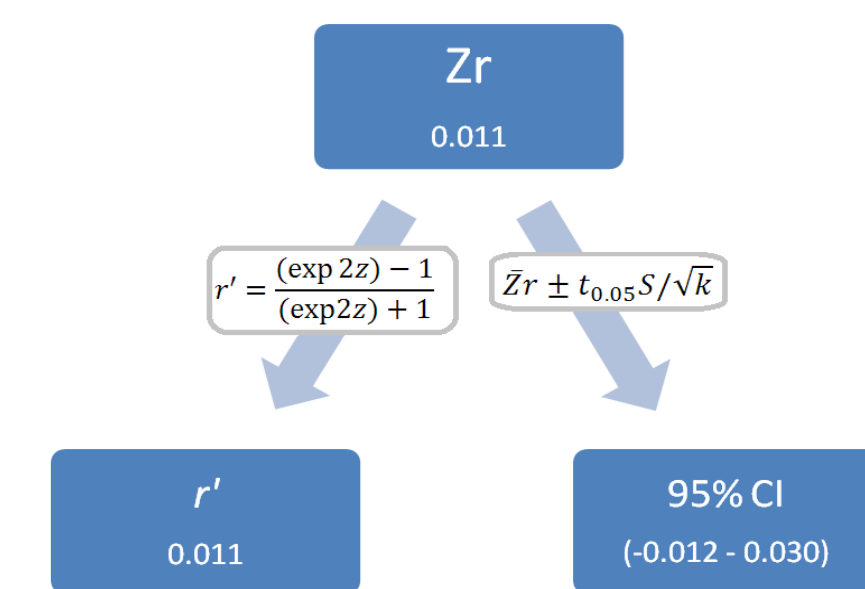 Zr
0.011
r′ = (exp 2z) − 1 / (exp2z) + 1
Z̄r ± t₀.₀₅S/√k
r'
0.011
95% CI
(-0.012 - 0.030)